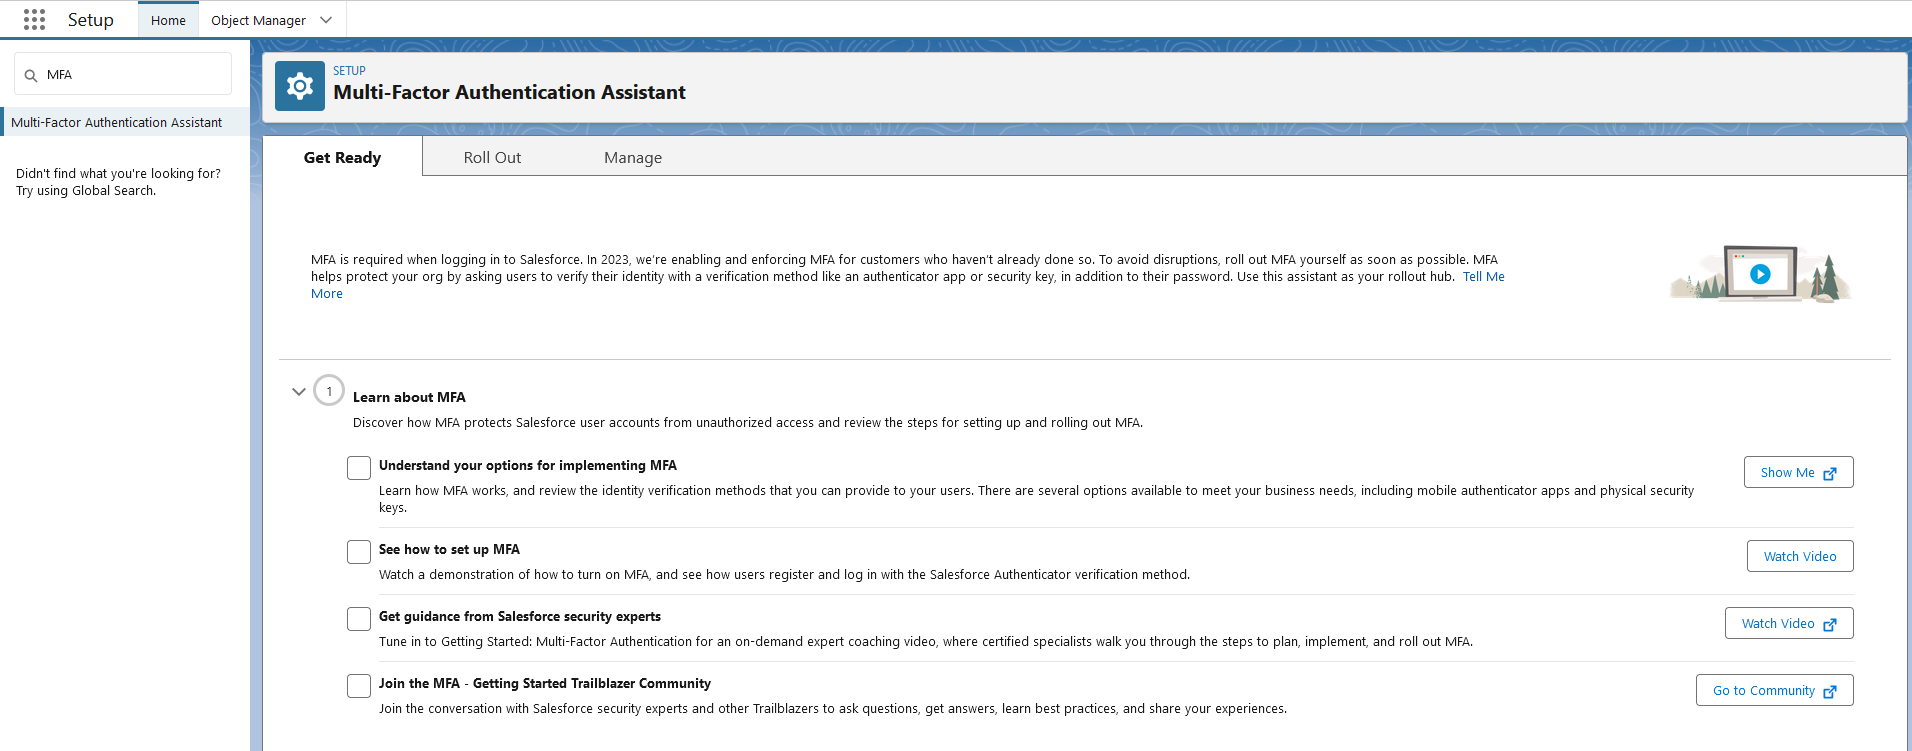 Setup
Home
Object Manager
MFA
Multi-Factor Authentication Assistant
Didn't find what you're looking for?
Try using Global Search.
SETUP
Multi-Factor Authentication Assistant
Get Ready
Roll Out
Manage
MFA is required when logging in to Salesforce. In 2023, we're enabling and enforcing MFA for customers who haven't already done so. To avoid disruptions, roll out MFA yourself as soon as possible. MFA
helps protect your org by asking users to verify their identity with a verification method like an authenticator app or security key, in addition to their password. Use this assistant as your rollout hub. Tell Me
More
1
Learn about MFA
Discover how MFA protects Salesforce user accounts from unauthorized access and review the steps for setting up and rolling out MFA.
Understand your options for implementing MFA
Learn how MFA works, and review the identity verification methods that you can provide to your users. There are several options available to meet your business needs, including mobile authenticator apps and physical security
keys.
Show Me
See how to set up MFA
Watch a demonstration of how to turn on MFA, and see how users register and log in with the Salesforce Authenticator verification method.
Watch Video
Get guidance from Salesforce security experts
Tune in to Getting Started: Multi-Factor Authentication for an on-demand expert coaching video, where certified specialists walk you through the steps to plan, implement, and roll out MFA.
Watch Video
Join the MFA - Getting Started Trailblazer Community
Join the conversation with Salesforce security experts and other Trailblazers to ask questions, get answers, learn best practices, and share your experiences.
Go to Community